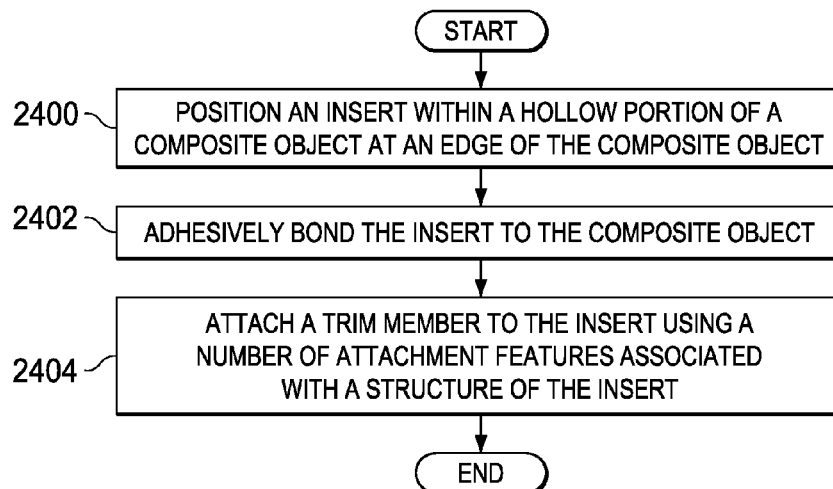 START
2400
POSITION AN INSERT WITHIN A HOLLOW PORTION OF A
COMPOSITE OBJECT AT AN EDGE OF THE COMPOSITE OBJECT
2402
ADHESIVELY BOND THE INSERT TO THE COMPOSITE OBJECT
2404
ATTACH A TRIM MEMBER TO THE INSERT USING A
NUMBER OF ATTACHMENT FEATURES ASSOCIATED
WITH A STRUCTURE OF THE INSERT
END